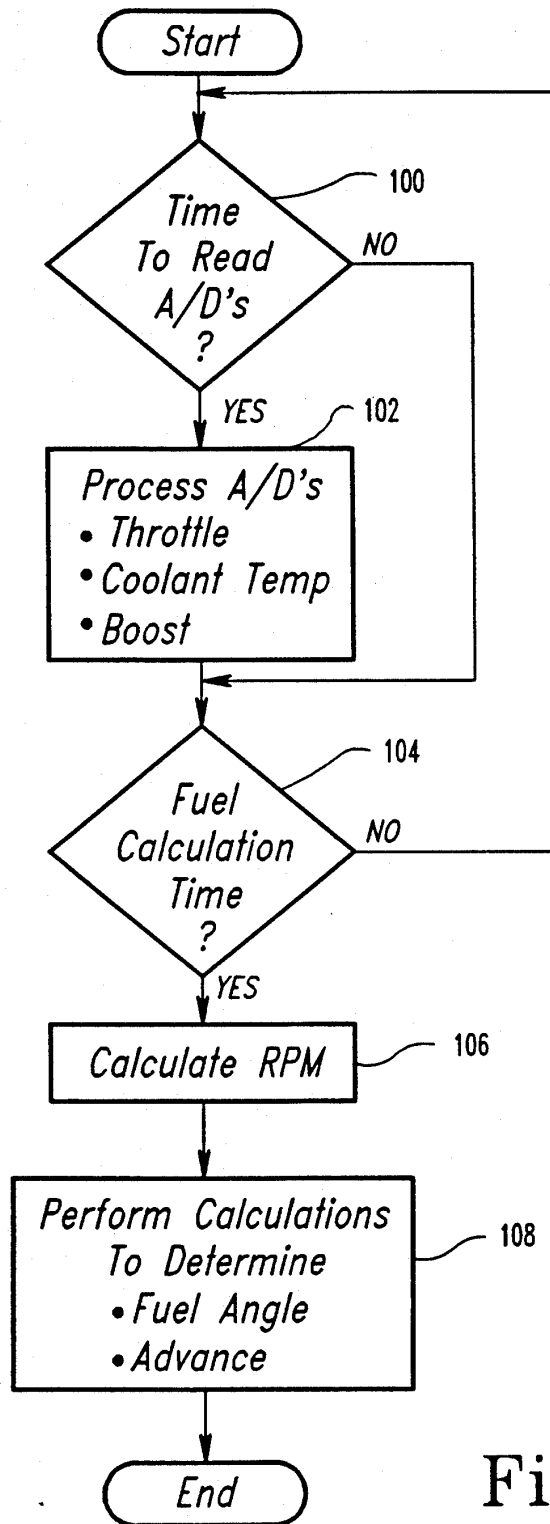 Start
100
Time
To Read
A/D's
?
NO
YES
102
Process A/D's
• Throttle
• Coolant Temp
• Boost
104
Fuel
Calculation
Time
?
NO
YES
Calculate RPM
106
Perform Calculations
To Determine
• Fuel Angle
• Advance
108
End
Fi